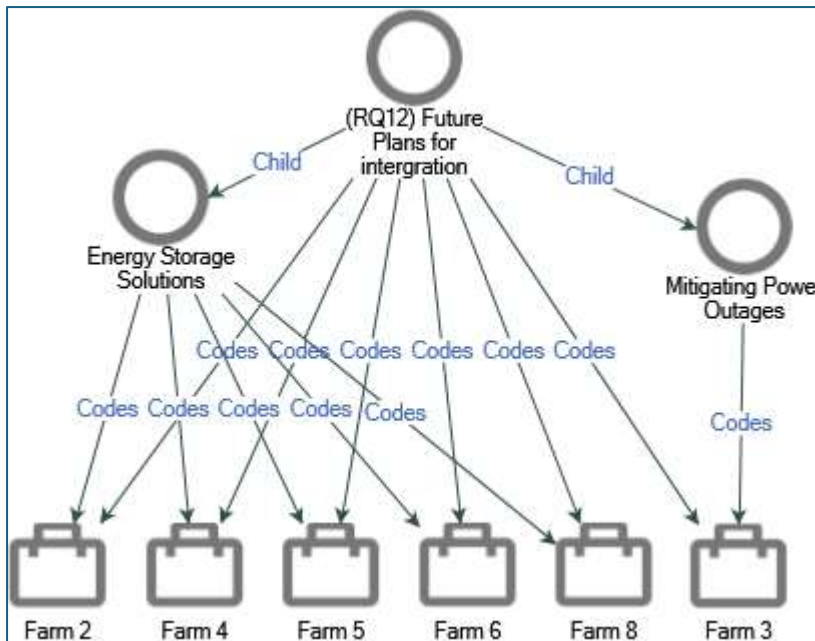 (RQ12) Future
Plans for
intergration
Child
Child
Energy Storage
Solutions
Mitigating Powe
Outages
Codes Codes Codes Codes Codes Codes
Codes Codes Codes Codes Codes
Codes
Farm 2 Farm 4 Farm 5 Farm 6 Farm 8 Farm 3